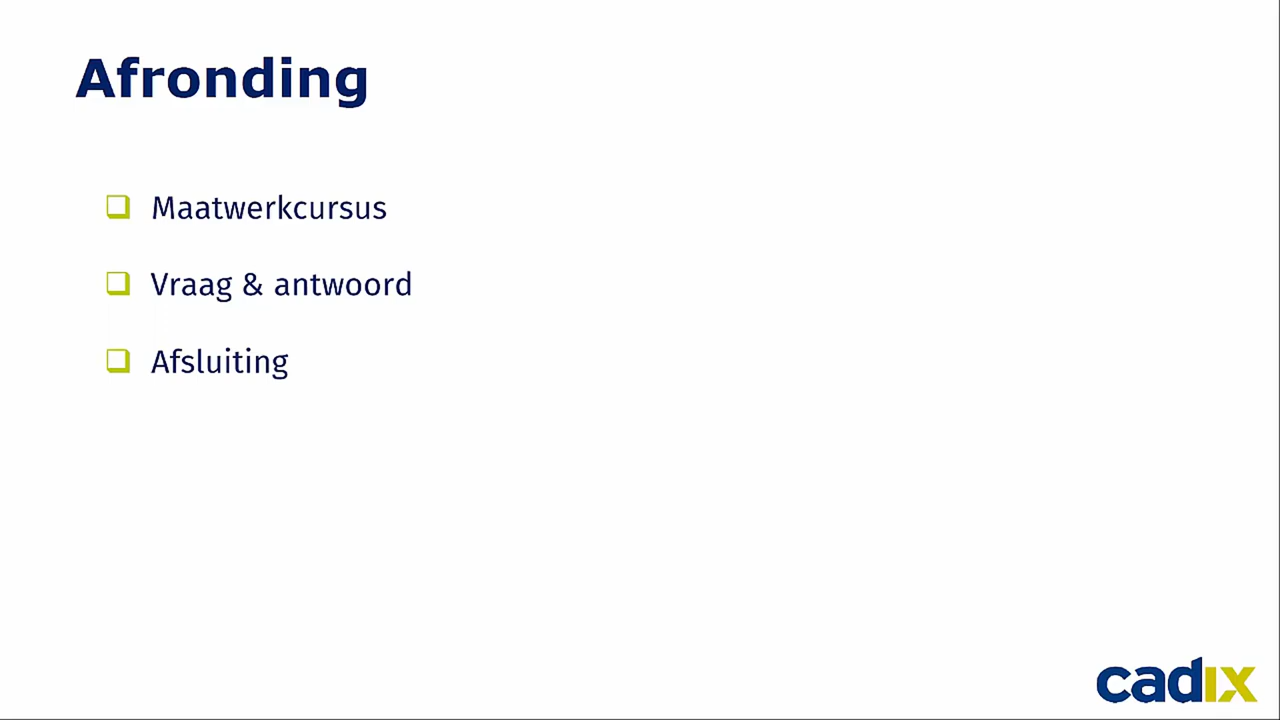 Afronding
Maatwerkcursus
Vraag & antwoord
Afsluiting
cadix